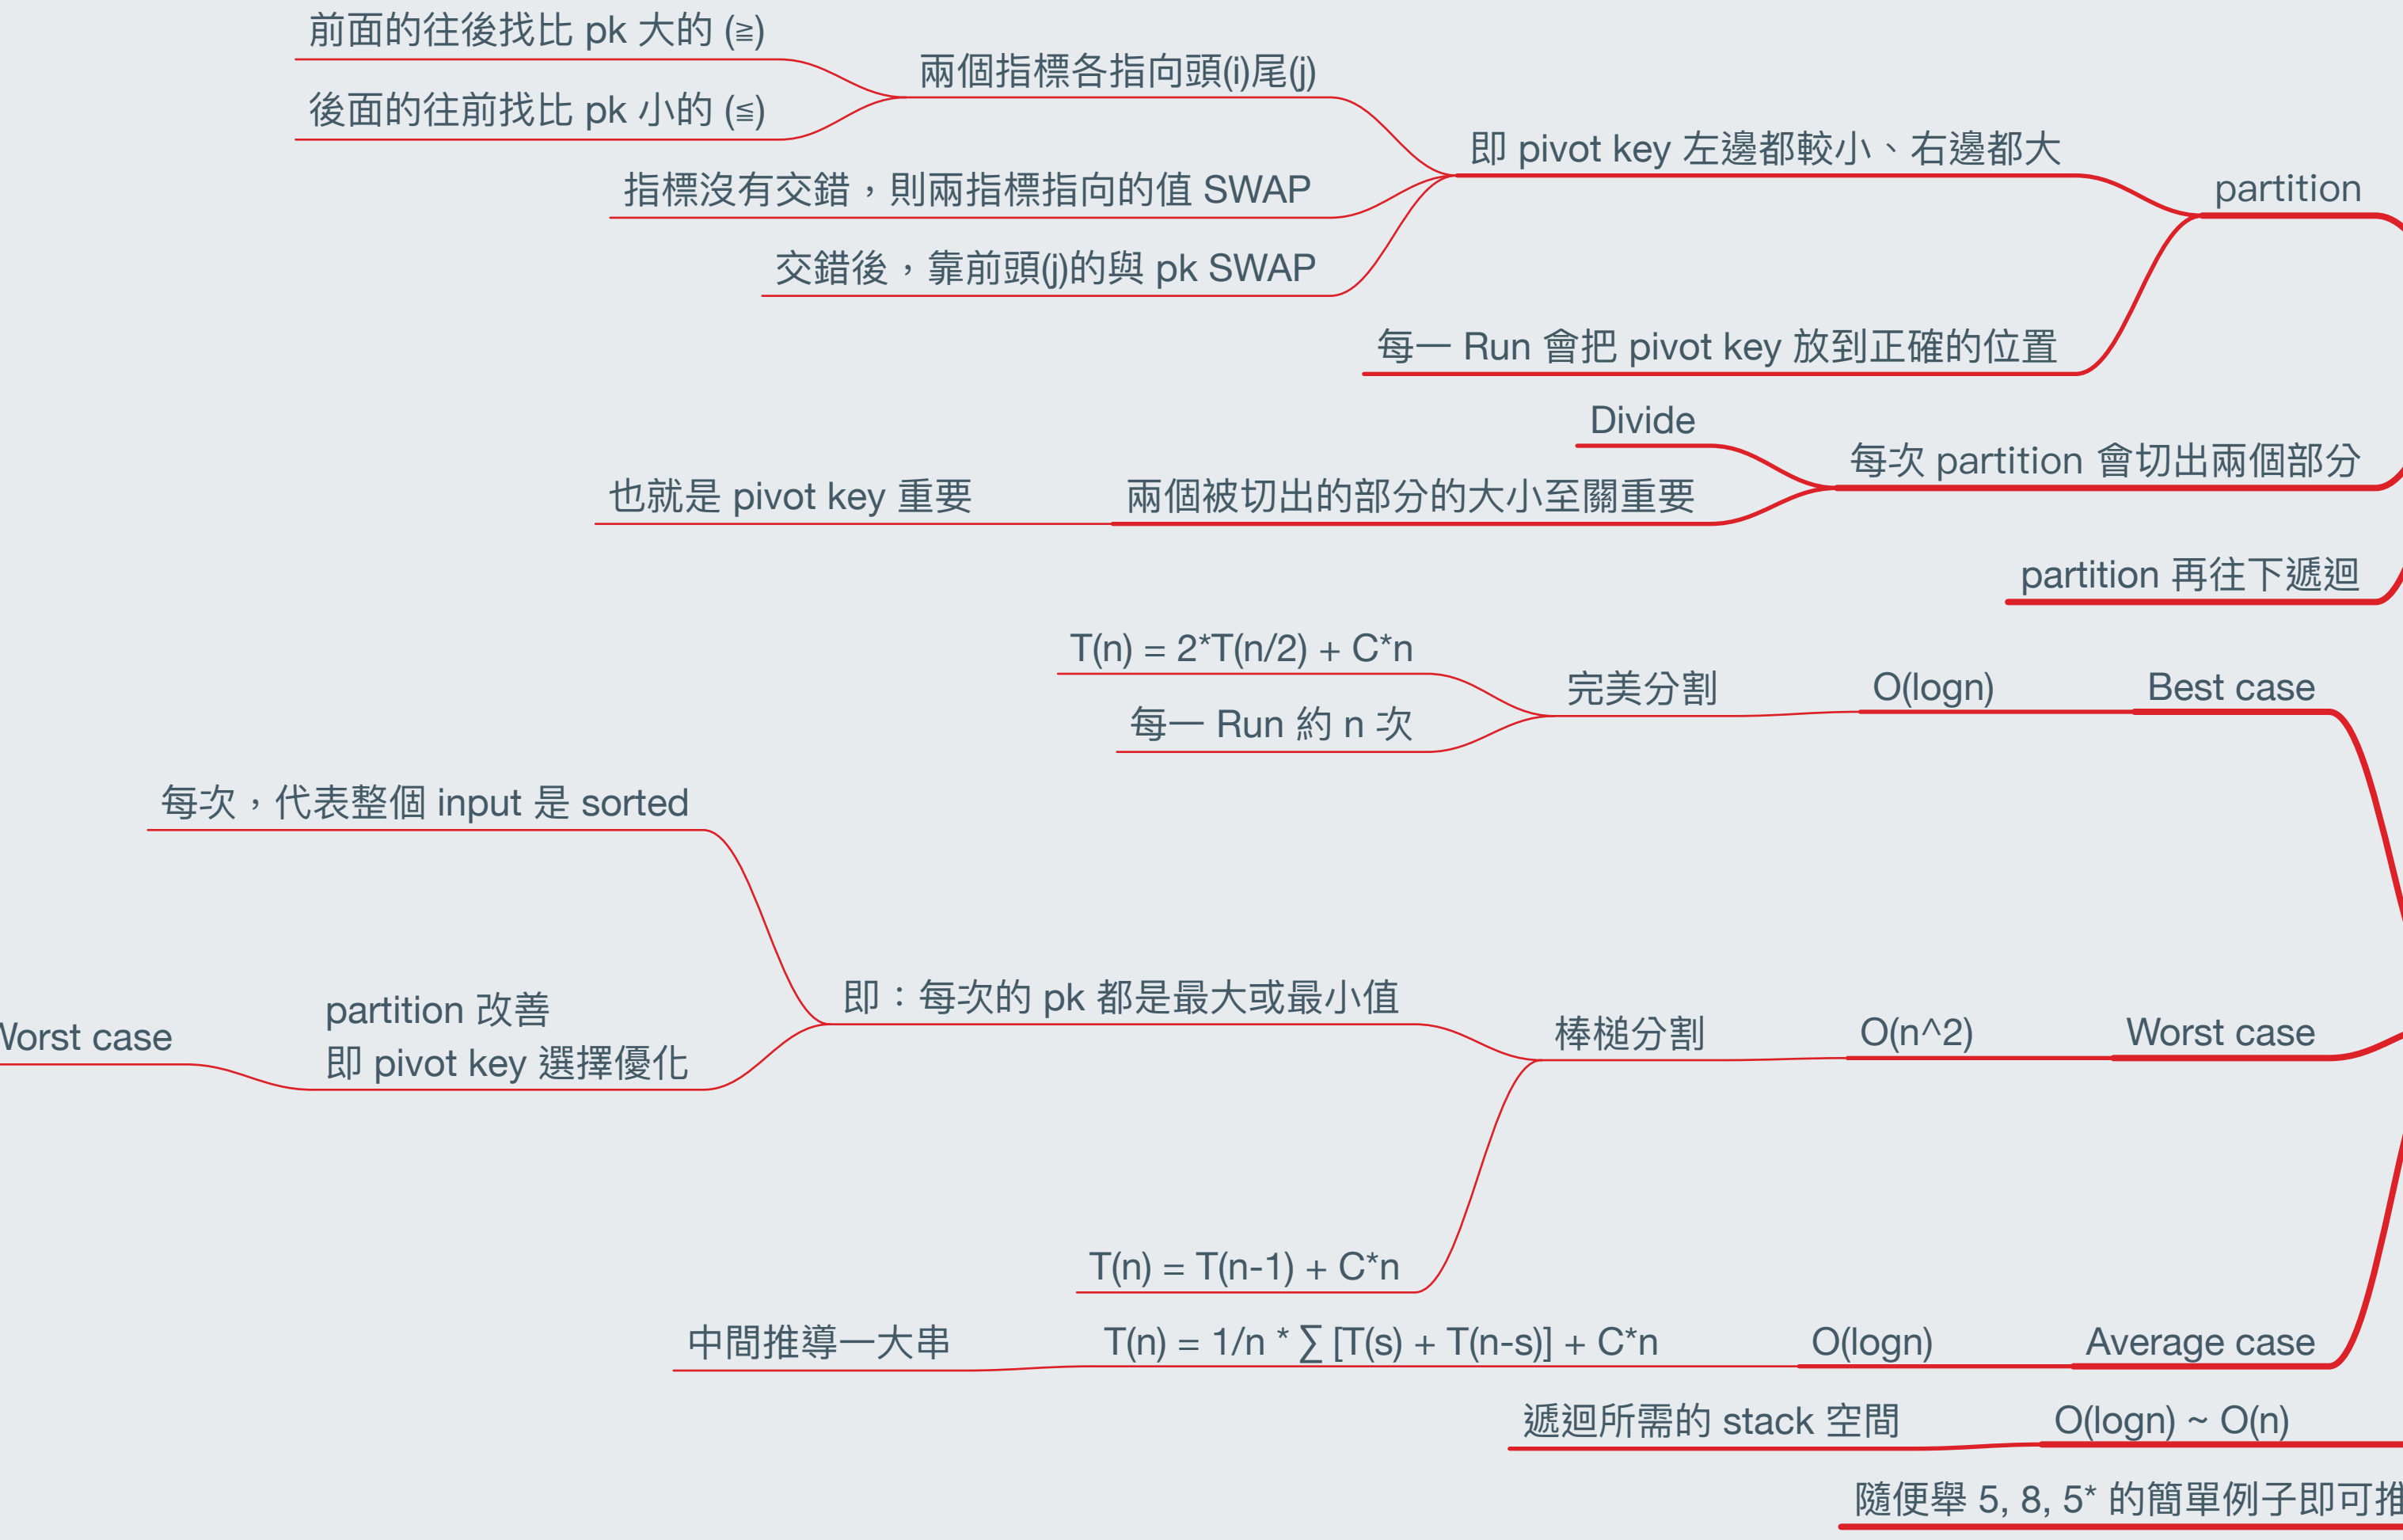 前面的往後找比 pk 大的 (≧)
兩個指標各指向頭(i)尾(j)
後面的往前找比 pk 小的 (≦)
即 pivot key 左邊都較小、右邊都大
partition
指標沒有交錯，則兩指標指向的值 SWAP
交錯後，靠前頭(j)的與 pk SWAP
每一 Run 會把 pivot key 放到正確的位置
Divide
每次 partition 會切出兩個部分
也就是 pivot key 重要
兩個被切出的部分的大小至關重要
partition 再往下遞迴
T(n) = 2*T(n/2) + C*n
完美分割
O(logn)
Best case
每一 Run 約 n 次
每次，代表整個 input 是 sorted
即：每次的 pk 都是最大或最小值
partition 改善
即 pivot key 選擇優化
Worst case
棒槌分割
O(n^2)
Worst case
T(n) = T(n-1) + C*n
中間推導一大串
T(n) = 1/n * ∑ [T(s) + T(n-s)] + C*n
O(logn)
Average case
遞迴所需的 stack 空間
O(logn) ~ O(n)
隨便舉 5, 8, 5* 的簡單例子即可推